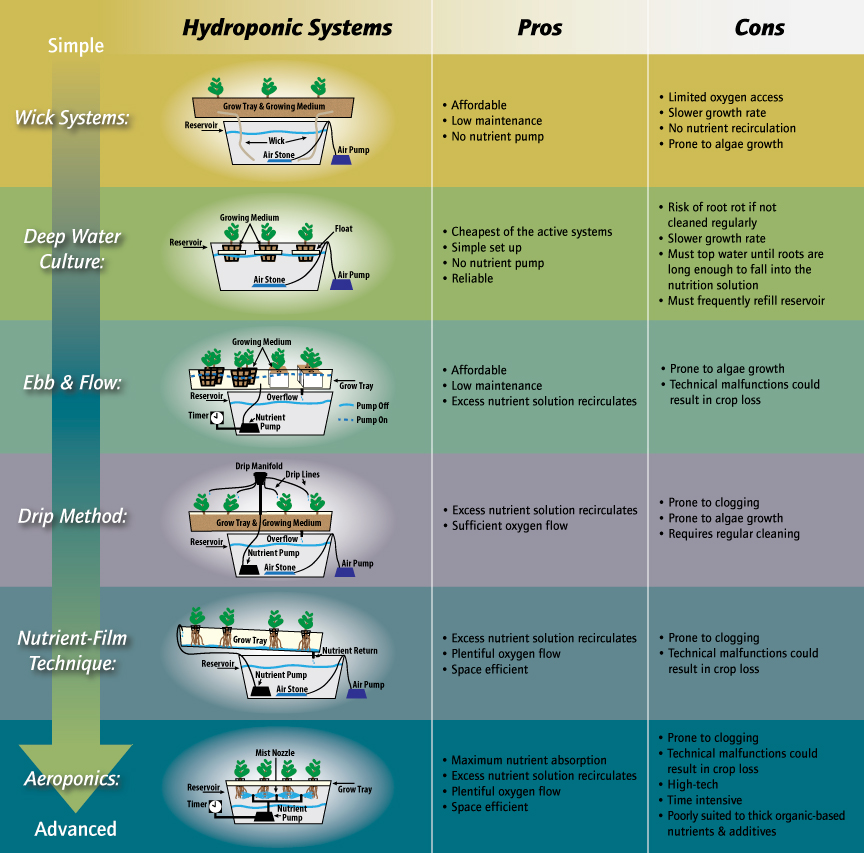 Hydroponic Systems
Pros
Cons
Simple
Wick Systems:
Grow Tray & Growing Medium
Reservoir
Wick
Air Stone
Air Pump
• Affordable
• Low maintenance
• No nutrient pump
• Limited oxygen access
• Slower growth rate
• No nutrient recirculation
• Prone to algae growth
Deep Water
Culture:
Growing Medium
Float
Reservoir
Air Stone
Air Pump
• Cheapest of the active systems
• Simple set up
• No nutrient pump
• Reliable
• Risk of root rot if not
cleaned regularly
• Slower growth rate
• Must top water until roots are
long enough to fall into the
nutrition solution
• Must frequently refill reservoir
Ebb & Flow:
Growing Medium
Grow Tray
Reservoir
Overflow
Pump Off
Timer
Nutrient
Pump
Pump On
• Affordable
• Low maintenance
• Excess nutrient solution recirculates
• Prone to algae growth
• Technical malfunctions could
result in crop loss
Drip Method:
Drip Manifold
Drip Lines
Grow Tray & Growing Medium
Reservoir
Overflow
Nutrient Pump
Air Stone
Air Pump
• Excess nutrient solution recirculates
• Sufficient oxygen flow
• Prone to clogging
• Prone to algae growth
• Requires regular cleaning
Nutrient-Film
Technique:
Grow Tray
Nutrient Return
Reservoir
Nutrient Pump
Air Stone
Air Pump
• Excess nutrient solution recirculates
• Plentiful oxygen flow
• Space efficient
• Prone to clogging
• Technical malfunctions could
result in crop loss
Aeroponics:
Mist Nozzle
Reservoir
Grow Tray
Timer
Nutrient
Pump
• Maximum nutrient absorption
• Excess nutrient solution recirculates
• Plentiful oxygen flow
• Space efficient
• Prone to clogging
• Technical malfunctions could
result in crop loss
• High-tech
• Time intensive
• Poorly suited to thick organic-based
nutrients & additives
Advanced